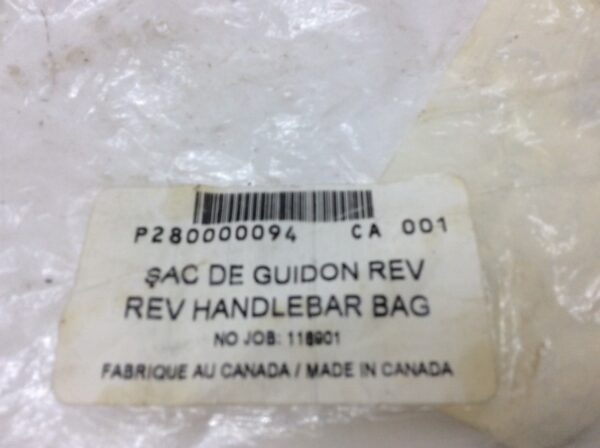 P280000094 CA 001
SAC DE GUIDON REV
REV HANDLEBAR BAG
NO JOB: 118901
FABRIQUE AU CANADA / MADE IN CANADA